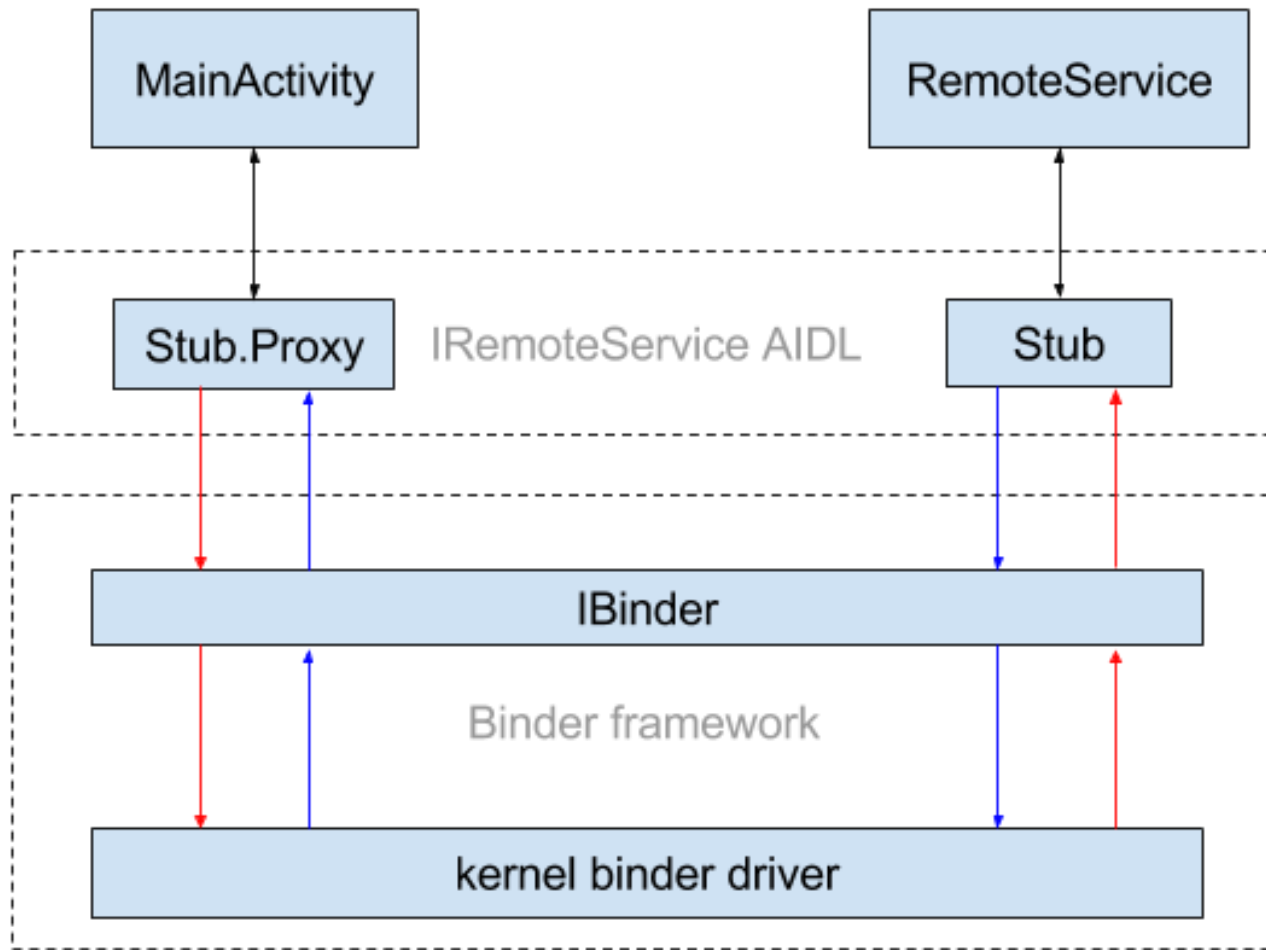 MainActivity
RemoteService
Stub.Proxy
IRemoteService AIDL
Stub
IBinder
Binder framework
kernel binder driver